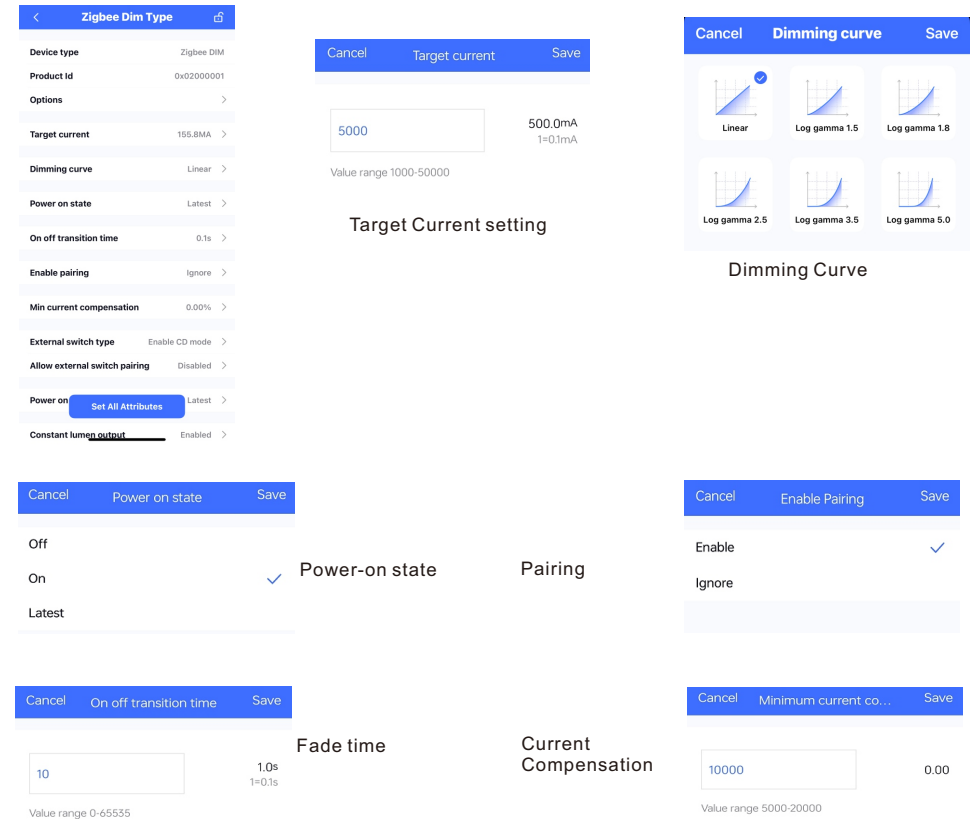 Zigbee Dim Type
Device type Zigbee DIM
Product Id 0x02000001
Options
Target current 155.8MA
Dimming curve Linear
Power on state Latest
On off transition time 0.1s
Enable pairing Ignore
Min current compensation 0.00%
External switch type Enable CD mode
Allow external switch pairing Disabled
Power on Latest
Set All Attributes
Constant lumen output Enabled
Cancel Target current Save
5000 500.0mA
1=0.1mA
Value range 1000-50000
Target Current setting
Cancel Dimming curve Save
Linear Log gamma 1.5 Log gamma 1.8
Log gamma 2.5 Log gamma 3.5 Log gamma 5.0
Dimming Curve
Cancel Power on state Save
Off
On
Latest
Power-on state
Pairing
Cancel Enable Pairing Save
Enable
Ignore
Cancel On off transition time Save
10 1.0s
1=0.1s
Value range 0-65535
Fade time
Current
Compensation
Cancel Minimum current co... Save
10000 0.00
Value range 5000-20000